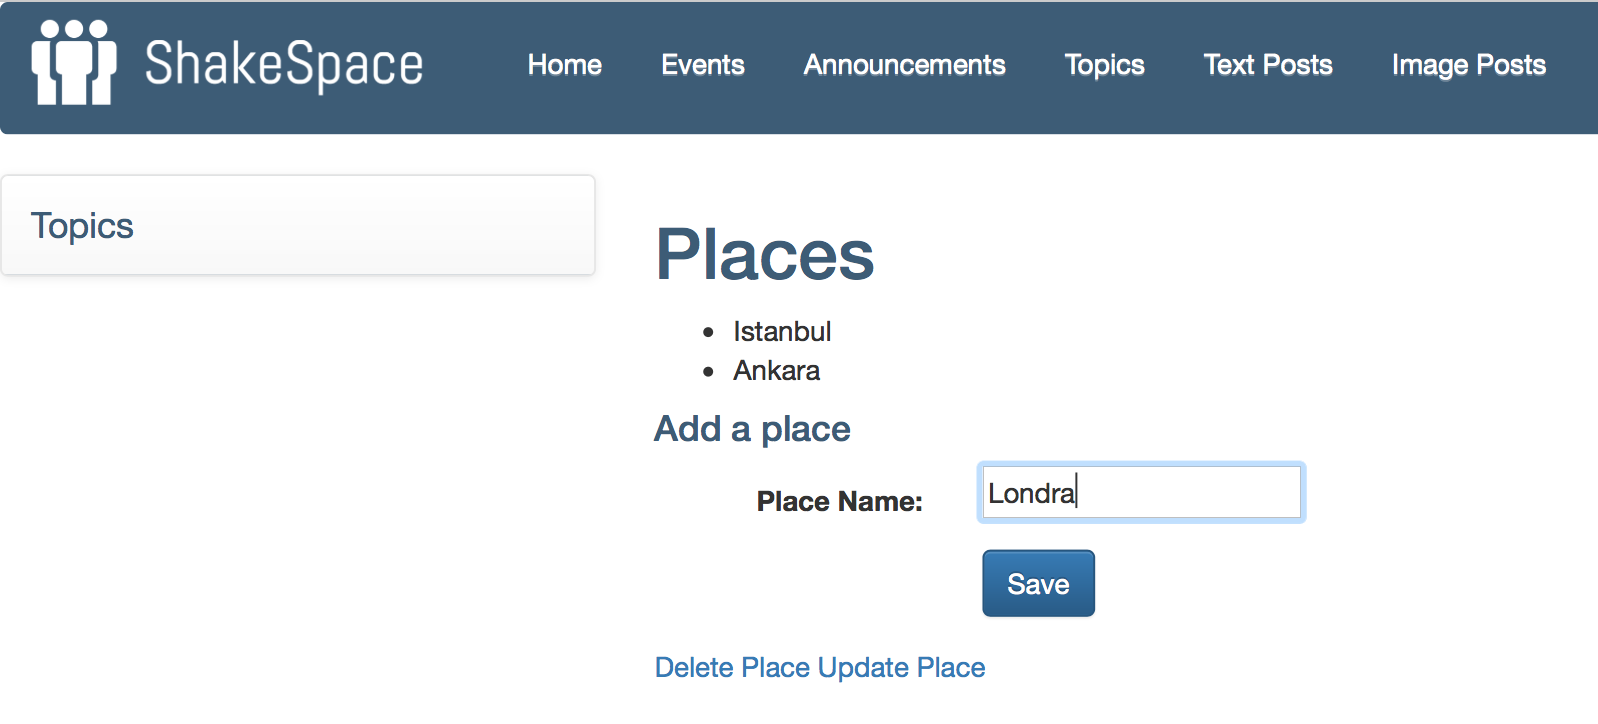 ShakeSpace Home Events Announcements Topics Text Posts Image Posts
Topics
Places
Istanbul
Ankara
Add a place
Place Name: Londra
Save
Delete Place Update Place